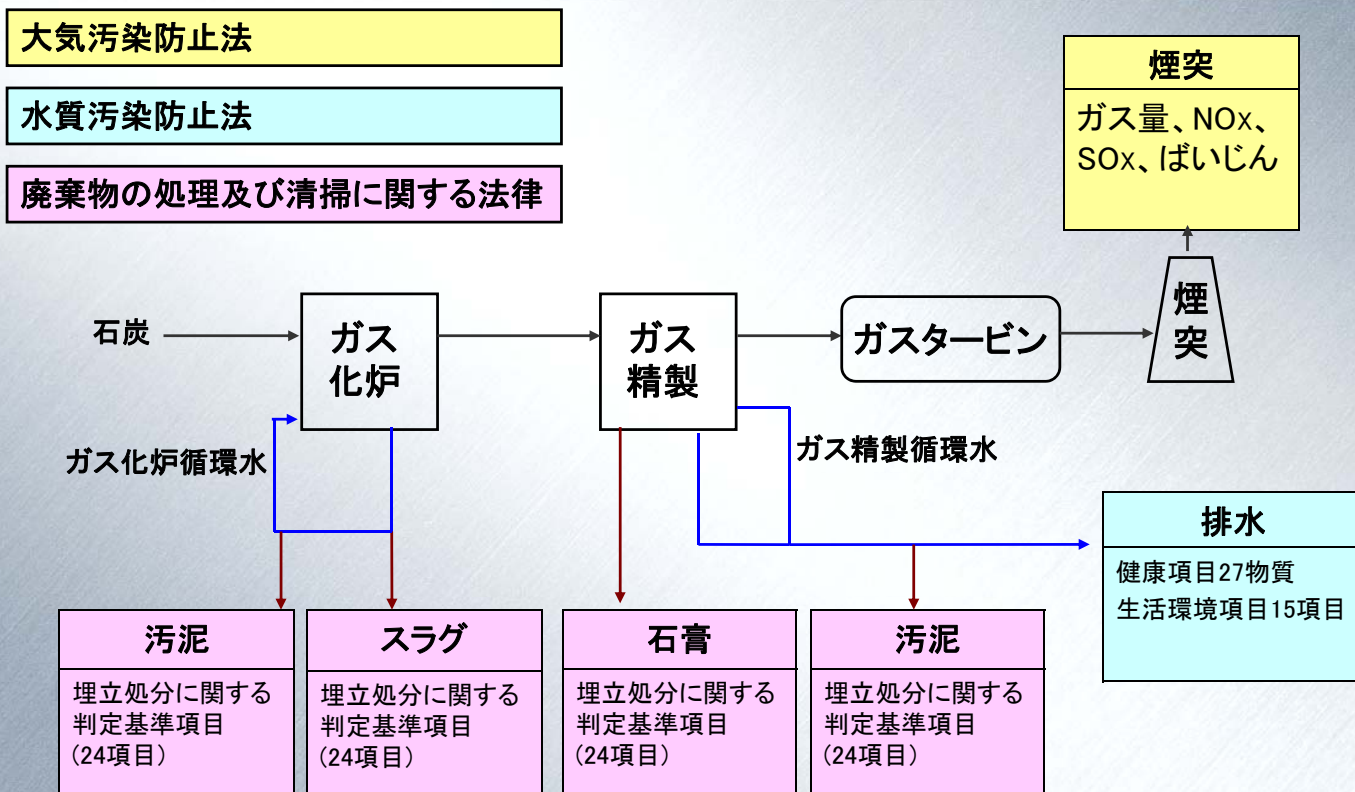 大気汚染防止法
水質汚染防止法
廃棄物の処理及び清掃に関する法律
煙突
ガス量、NOx、
SOx、ばいじん
石炭
ガス
化炉
ガス
精製
ガスタービン
煙
突
ガス化炉循環水
ガス精製循環水
排水
健康項目27物質
生活環境項目15項目
汚泥
埋立処分に関する
判定基準項目
(24項目)
スラグ
埋立処分に関する
判定基準項目
(24項目)
石膏
埋立処分に関する
判定基準項目
(24項目)
汚泥
埋立処分に関する
判定基準項目
(24項目)